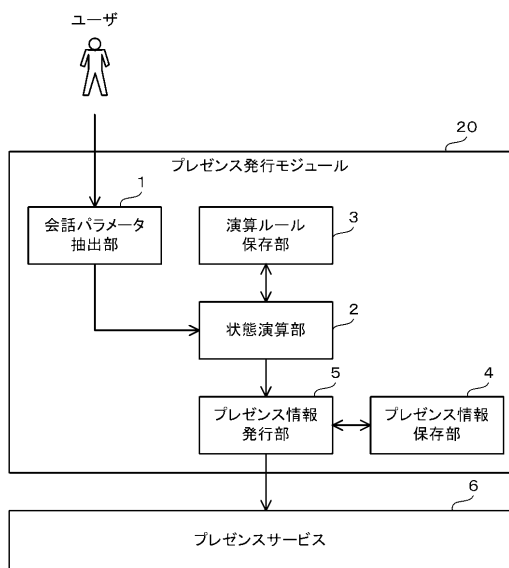 ユーザ
20
プレゼンス発行モジュール
1
会話パラメータ
抽出部
3
演算ルール
保存部
2
状態演算部
5
プレゼンス情報
発行部
4
プレゼンス情報
保存部
6
プレゼンスサービス